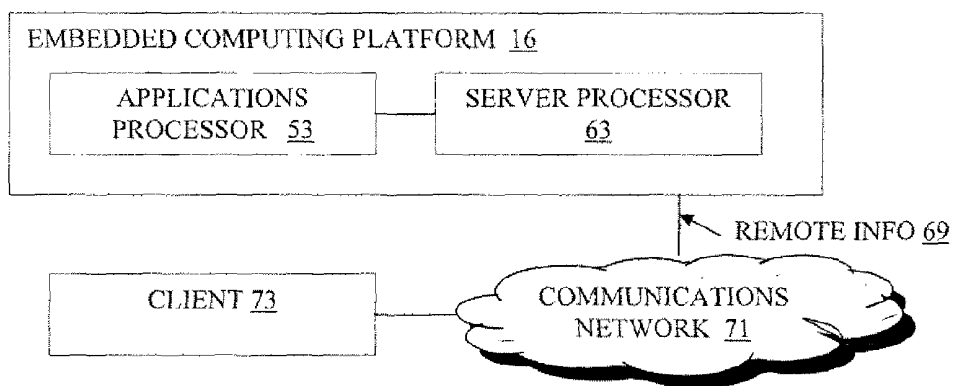 EMBEDDED COMPUTING PLATFORM 16
APPLICATIONS
PROCESSOR 53
SERVER PROCESSOR
63
REMOTE INFO 69
CLIENT 73
COMMUNICATIONS
NETWORK 71